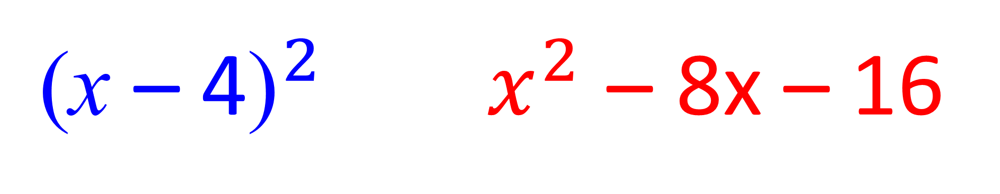 (x − 4)² x² − 8x − 16